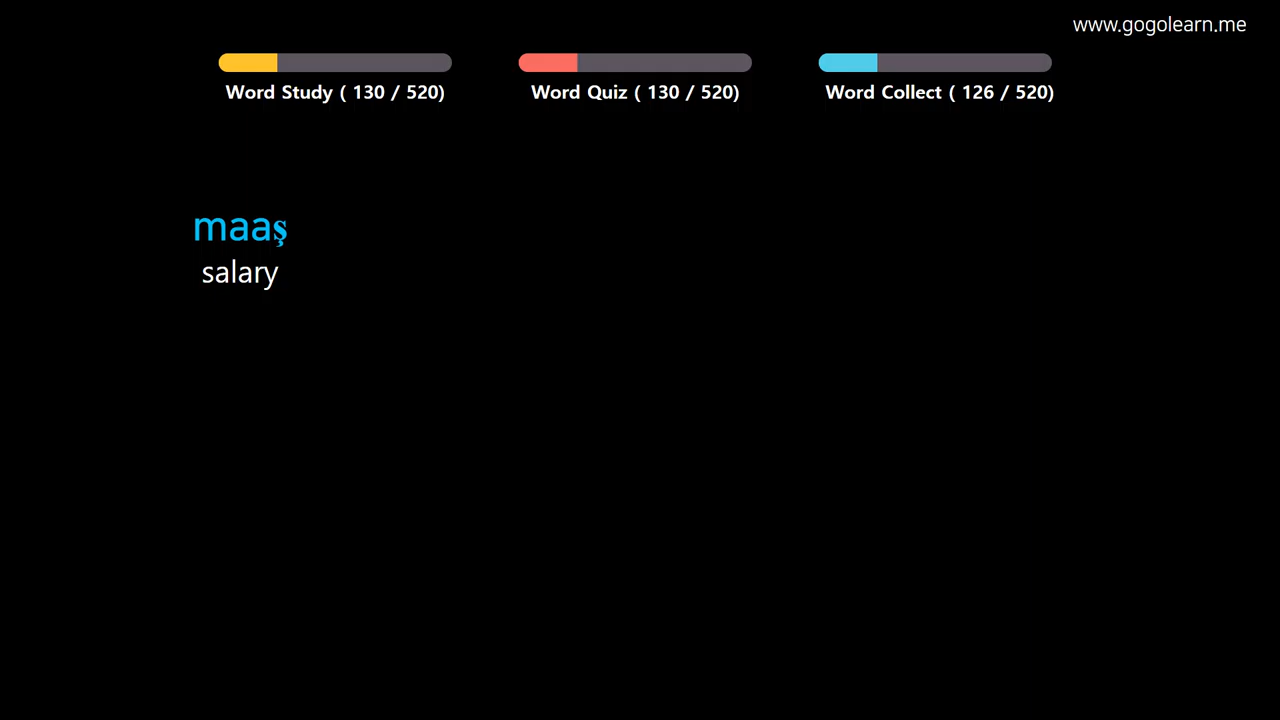 www.gogolearn.me
Word Study ( 130 / 520)
Word Quiz ( 130 / 520)
Word Collect ( 126 / 520)
maaş
salary